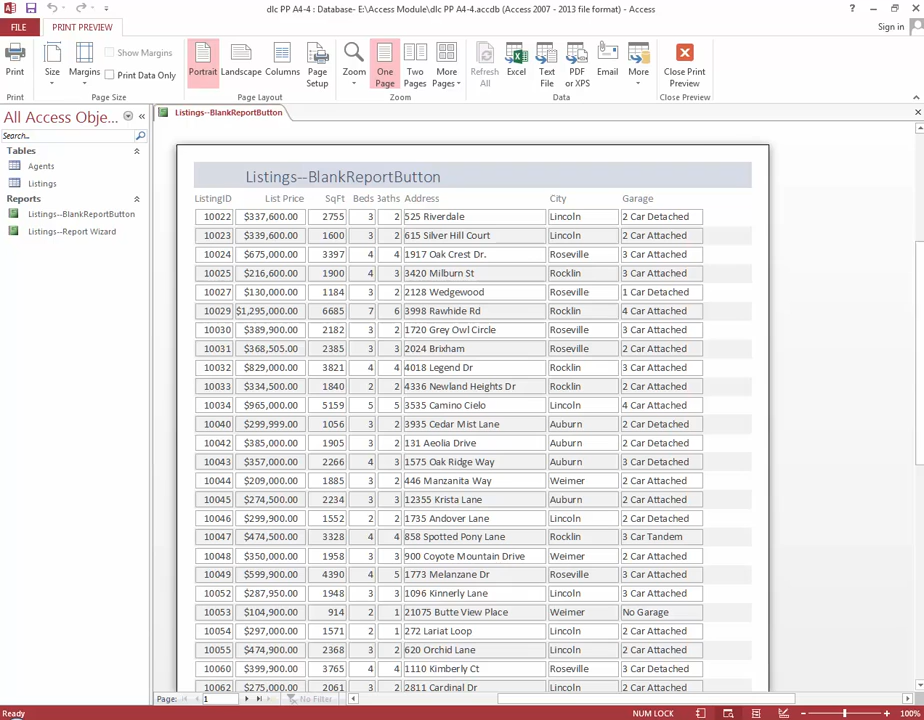 dlc PP A4-4 : Database- E:\Access Module\dlc PP A4-4.accdb (Access 2007 - 2013 file format) - Access
FILE PRINT PREVIEW Sign in
Print Size Margins Show Margins Print Data Only Portrait Landscape Columns Page Setup Zoom One Page Two Pages More Pages Refresh All Excel Text File PDF or XPS Email More Close Print Preview
Print Page Size Page Layout Zoom Data Close Preview
All Access Obje...
Search...
Tables
Agents
Listings
Reports
Listings--BlankReportButton
Listings--Report Wizard
Listings--BlankReportButton
Listings--BlankReportButton
ListingID List Price SqFt Beds Baths Address City Garage
10022 $337,600.00 2755 3 2 525 Riverdale Lincoln 2 Car Detached
10023 $339,600.00 1600 3 2 615 Silver Hill Court Lincoln 2 Car Attached
10024 $675,000.00 3397 4 4 1917 Oak Crest Dr. Roseville 3 Car Attached
10025 $216,600.00 1900 4 3 3420 Milburn St Rocklin 3 Car Attached
10027 $130,000.00 1184 3 2 2128 Wedgewood Roseville 1 Car Detached
10029 $1,295,000.00 6685 7 6 3998 Rawhide Rd Rocklin 4 Car Attached
10030 $389,900.00 2182 3 2 1720 Grey Owl Circle Roseville 3 Car Attached
10031 $368,505.00 2385 3 3 2024 Brixham Roseville 2 Car Attached
10032 $829,000.00 3821 4 4 4018 Legend Dr Rocklin 3 Car Attached
10033 $334,500.00 1840 2 2 4336 Newland Heights Dr Rocklin 2 Car Attached
10034 $965,000.00 5159 5 5 3535 Camino Cielo Lincoln 4 Car Attached
10040 $299,999.00 1056 3 2 3935 Cedar Mist Lane Auburn 2 Car Detached
10042 $385,000.00 1905 3 2 131 Aeolia Drive Auburn 2 Car Attached
10043 $357,000.00 2266 4 3 1575 Oak Ridge Way Auburn 3 Car Detached
10044 $209,000.00 1885 3 2 446 Manzanita Way Weimer 2 Car Attached
10045 $274,500.00 2234 3 3 12355 Krista Lane Auburn 2 Car Attached
10046 $299,900.00 1552 2 2 1735 Andover Lane Lincoln 2 Car Detached
10047 $474,500.00 3328 4 4 858 Spotted Pony Lane Rocklin 3 Car Tandem
10048 $350,000.00 1958 3 3 900 Coyote Mountain Drive Weimer 2 Car Attached
10049 $599,900.00 4390 4 5 1773 Melanzane Dr Roseville 3 Car Attached
10052 $287,950.00 1948 3 3 1096 Kinnerly Lane Lincoln 3 Car Attached
10053 $104,900.00 914 2 1 21075 Butte View Place Weimer No Garage
10054 $297,000.00 1571 2 1 272 Lariat Loop Lincoln 2 Car Attached
10055 $474,900.00 2368 3 2 620 Orchid Lane Lincoln 2 Car Attached
10060 $399,900.00 3765 4 4 1110 Kimberly Ct Roseville 3 Car Detached
10062 $275,000.00 2061 3 2 2811 Cardinal Dr Lincoln 2 Car Attached
Page: 1 No Filter
Ready NUM LOCK 100%